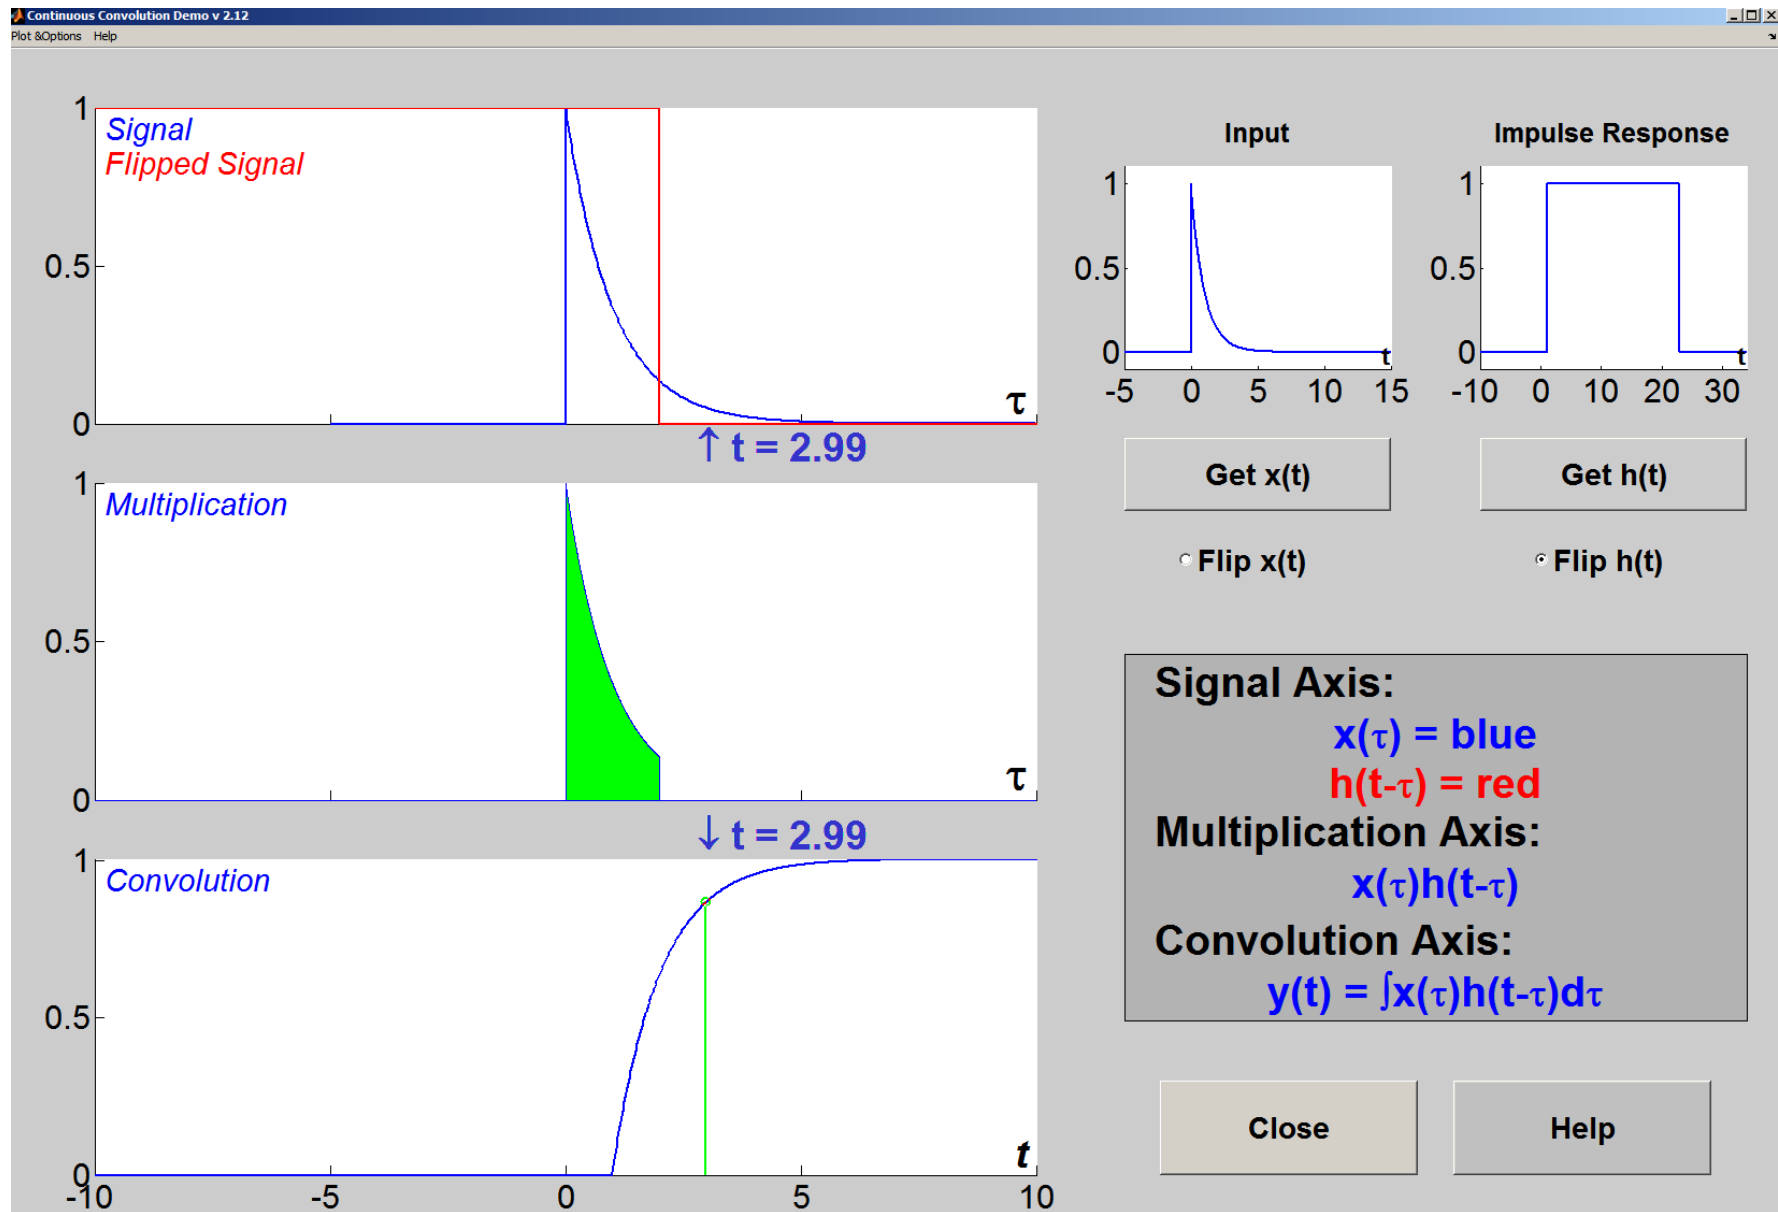 Continuous Convolution Demo v 2.12
Plot &Options Help
1
Signal
Flipped Signal
0.5
τ
0
↑ t = 2.99
1
Multiplication
0.5
τ
0
↓ t = 2.99
1
Convolution
0.5
t
0
-10 -5 0 5 10
Input
1
0.5
0
t
-5 0 5 10 15
Impulse Response
1
0.5
0
t
-10 0 10 20 30
Get x(t) Get h(t)
Flip x(t) Flip h(t)
Signal Axis:
x(τ) = blue
h(t-τ) = red
Multiplication Axis:
x(τ)h(t-τ)
Convolution Axis:
y(t) = ∫x(τ)h(t-τ)dτ
Close Help